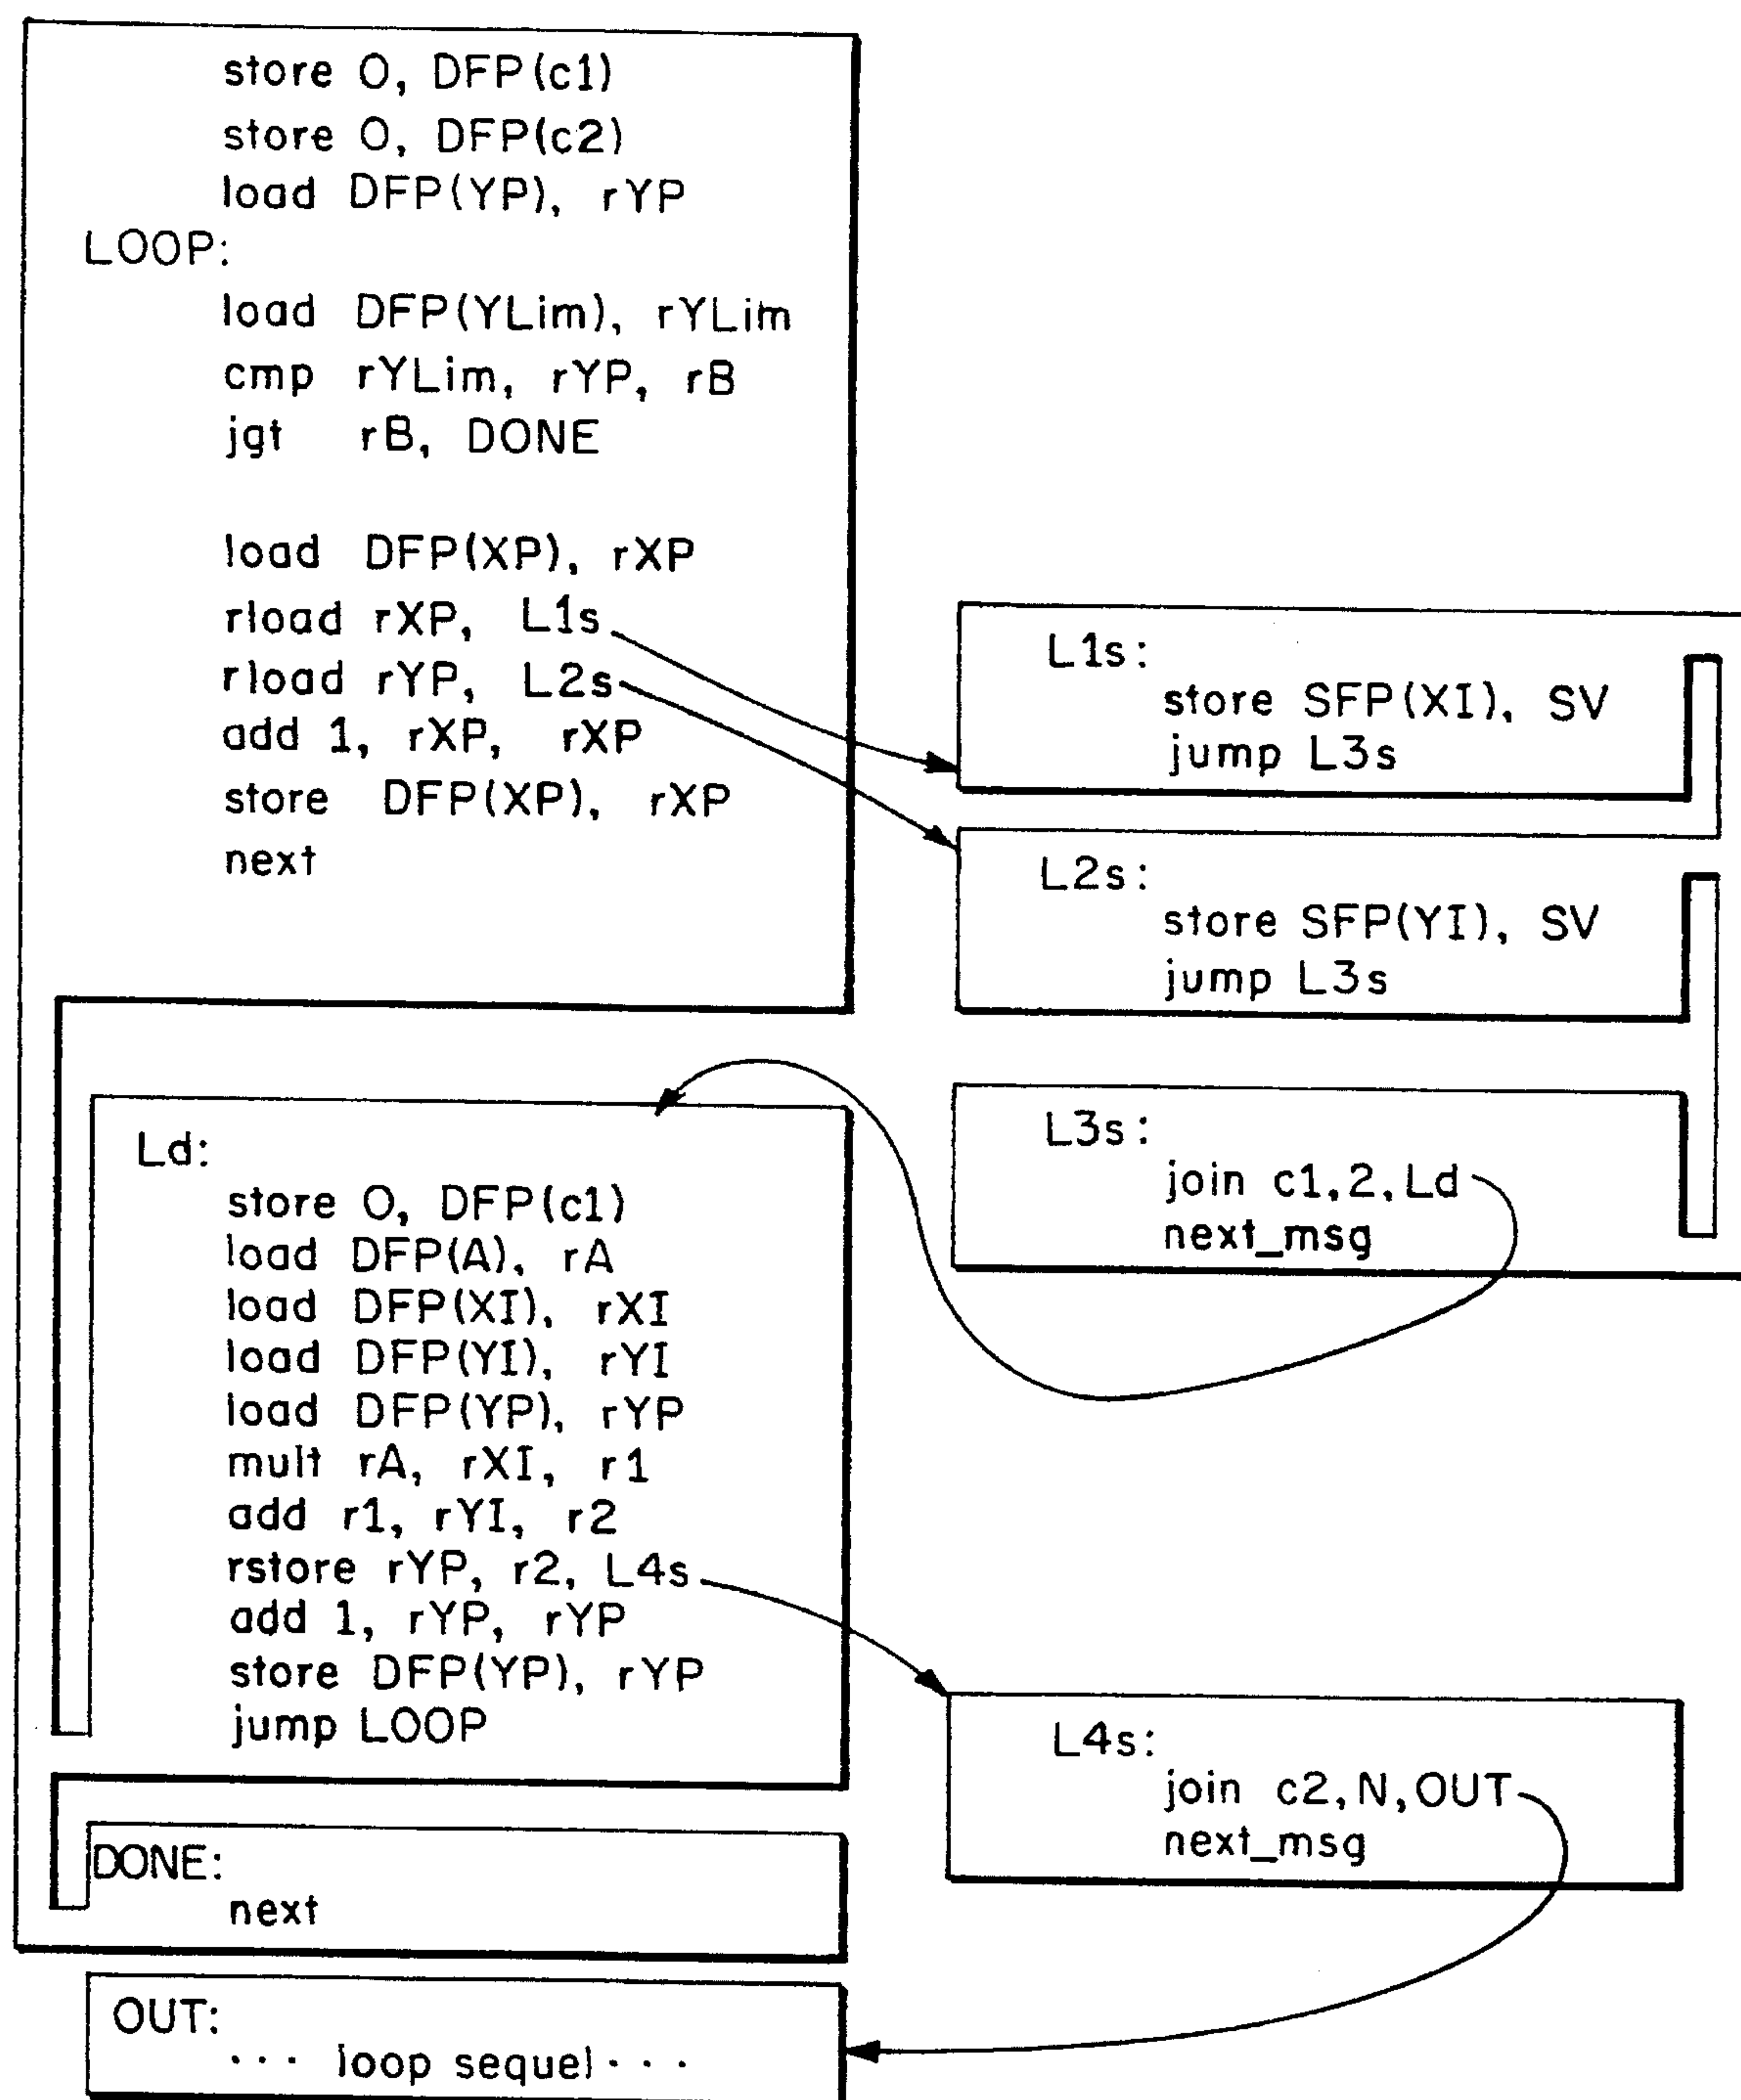 store 0, DFP(c1)
store 0, DFP(c2)
load DFP(YP), rYP
LOOP:
load DFP(YLim), rYLim
cmp rYLim, rYP, rB
jgt rB, DONE
load DFP(XP), rXP
rload rXP, L1s
rload rYP, L2s
add 1, rXP, rXP
store DFP(XP), rXP
next
L1s:
store SFP(XI), SV
jump L3s
L2s:
store SFP(YI), SV
jump L3s
L3s:
join c1,2,Ld
next_msg
Ld:
store 0, DFP(c1)
load DFP(A), rA
load DFP(XI), rXI
load DFP(YI), rYI
load DFP(YP), rYP
mult rA, rXI, r1
add r1, rYI, r2
rstore rYP, r2, L4s
add 1, rYP, rYP
store DFP(YP), rYP
jump LOOP
L4s:
join c2,N,OUT
next_msg
DONE:
next
OUT:
... loop sequel ...